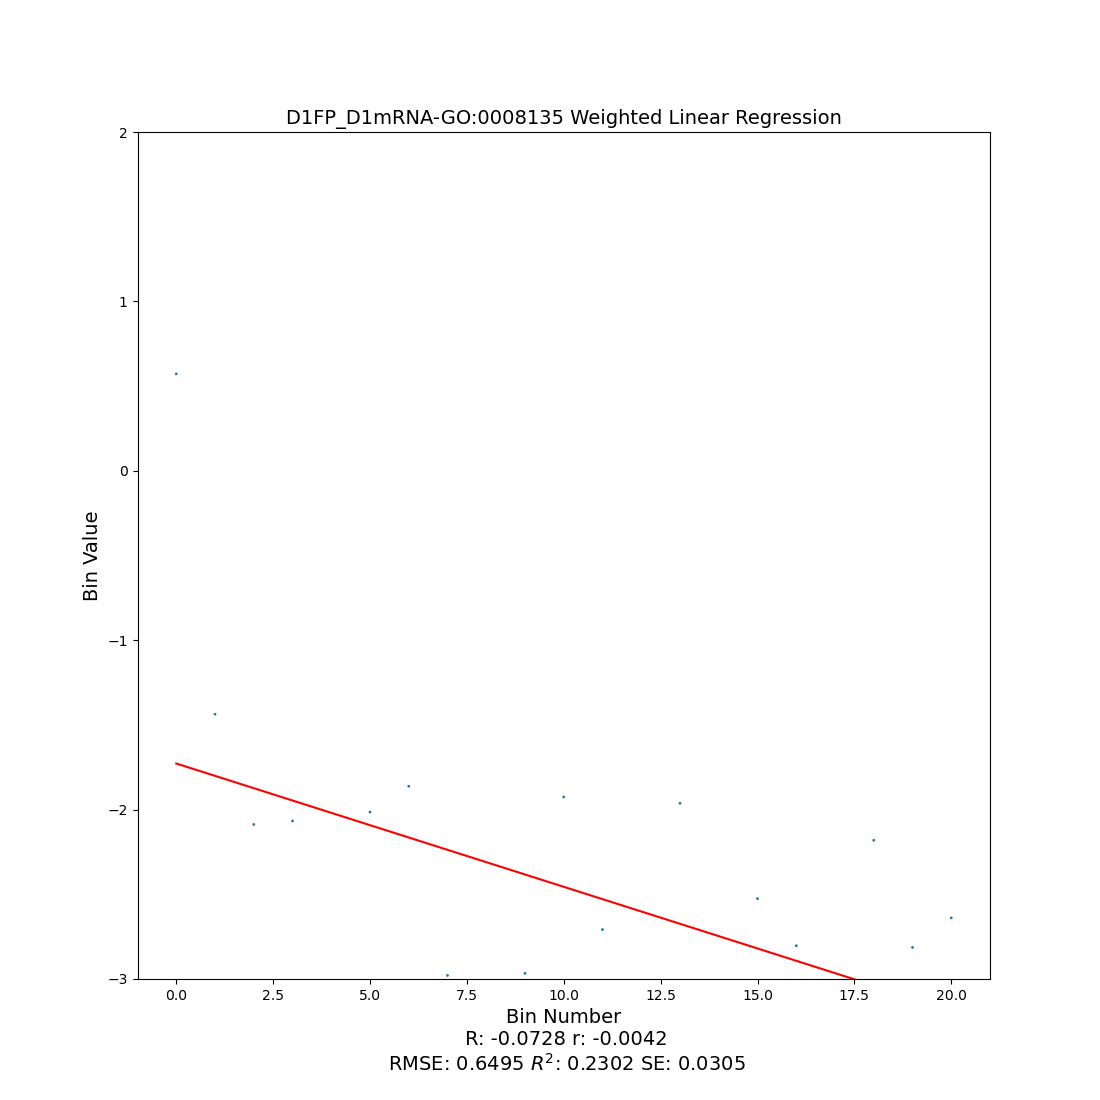 D1FP_D1mRNA-GO:0008135 Weighted Linear Regression
2
1
0
−1
−2
−3
Bin Value
0.0 2.5 5.0 7.5 10.0 12.5 15.0 17.5 20.0
Bin Number
R: -0.0728 r: -0.0042
RMSE: 0.6495 R²: 0.2302 SE: 0.0305